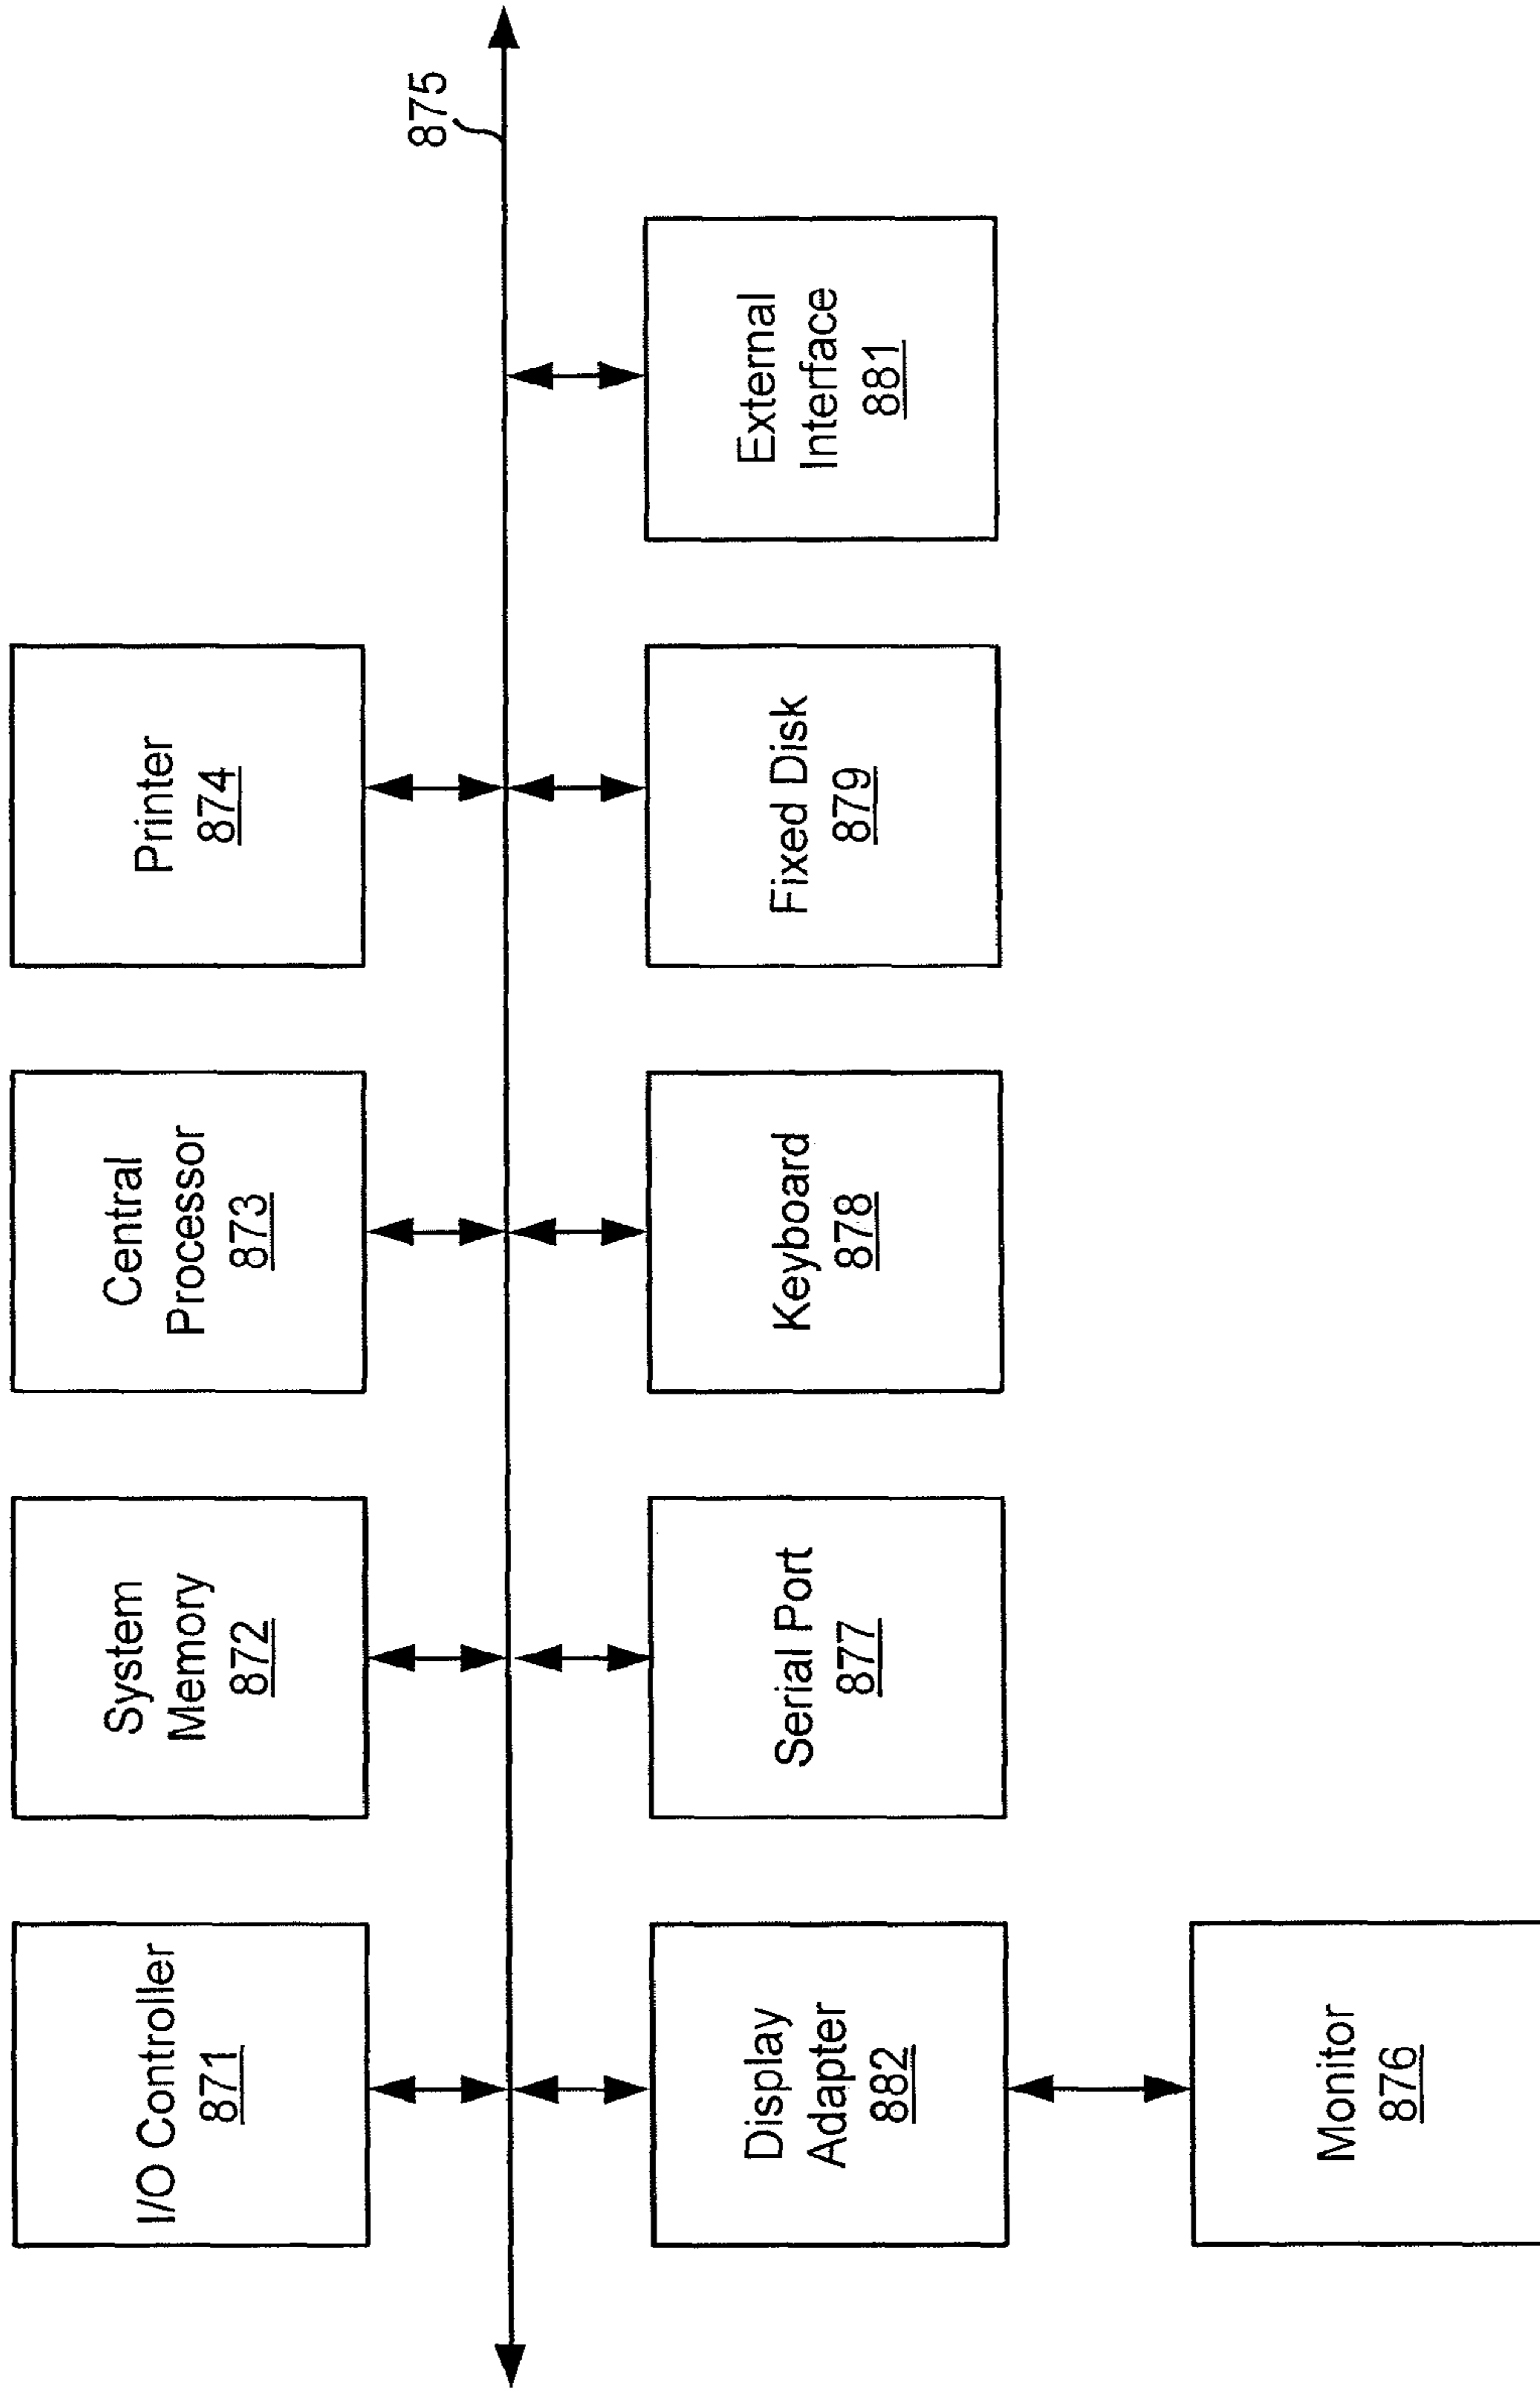 I/O Controller
871
System
Memory
872
Central
Processor
873
Printer
874
875
Display
Adapter
882
Serial Port
877
Keyboard
878
Fixed Disk
879
External
Interface
881
Monitor
876